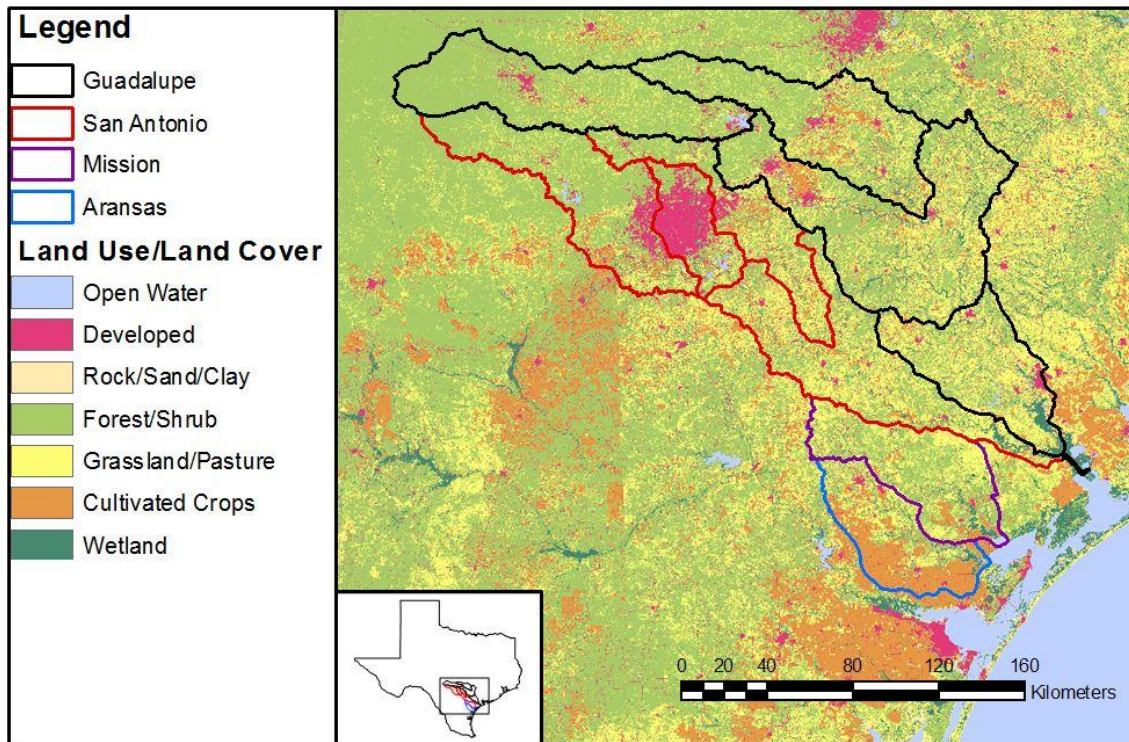 Legend
Guadalupe
San Antonio
Mission
Aransas
Land Use/Land Cover
Open Water
Developed
Rock/Sand/Clay
Forest/Shrub
Grassland/Pasture
Cultivated Crops
Wetland
0 20 40 80 120 160
Kilometers